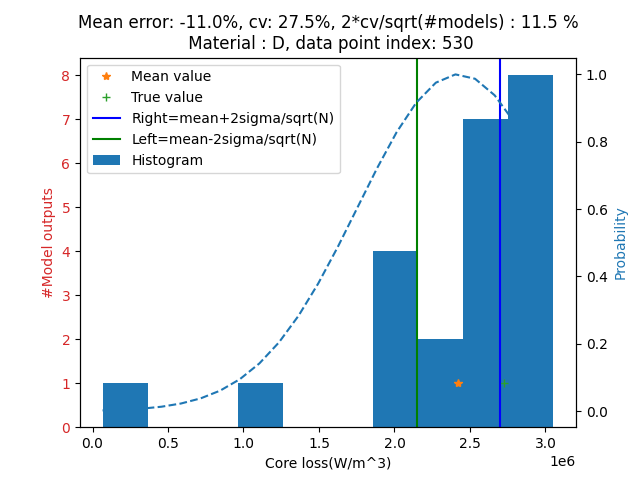 Mean error: -11.0%, cv: 27.5%, 2*cv/sqrt(#models) : 11.5 %
Material : D, data point index: 530
Mean value
True value
Right=mean+2sigma/sqrt(N)
Left=mean-2sigma/sqrt(N)
Histogram
#Model outputs
8
7
6
5
4
3
2
1
0
Probability
1.0
0.8
0.6
0.4
0.2
0.0
0.0 0.5 1.0 1.5 2.0 2.5 3.0
1e6
Core loss(W/m^3)